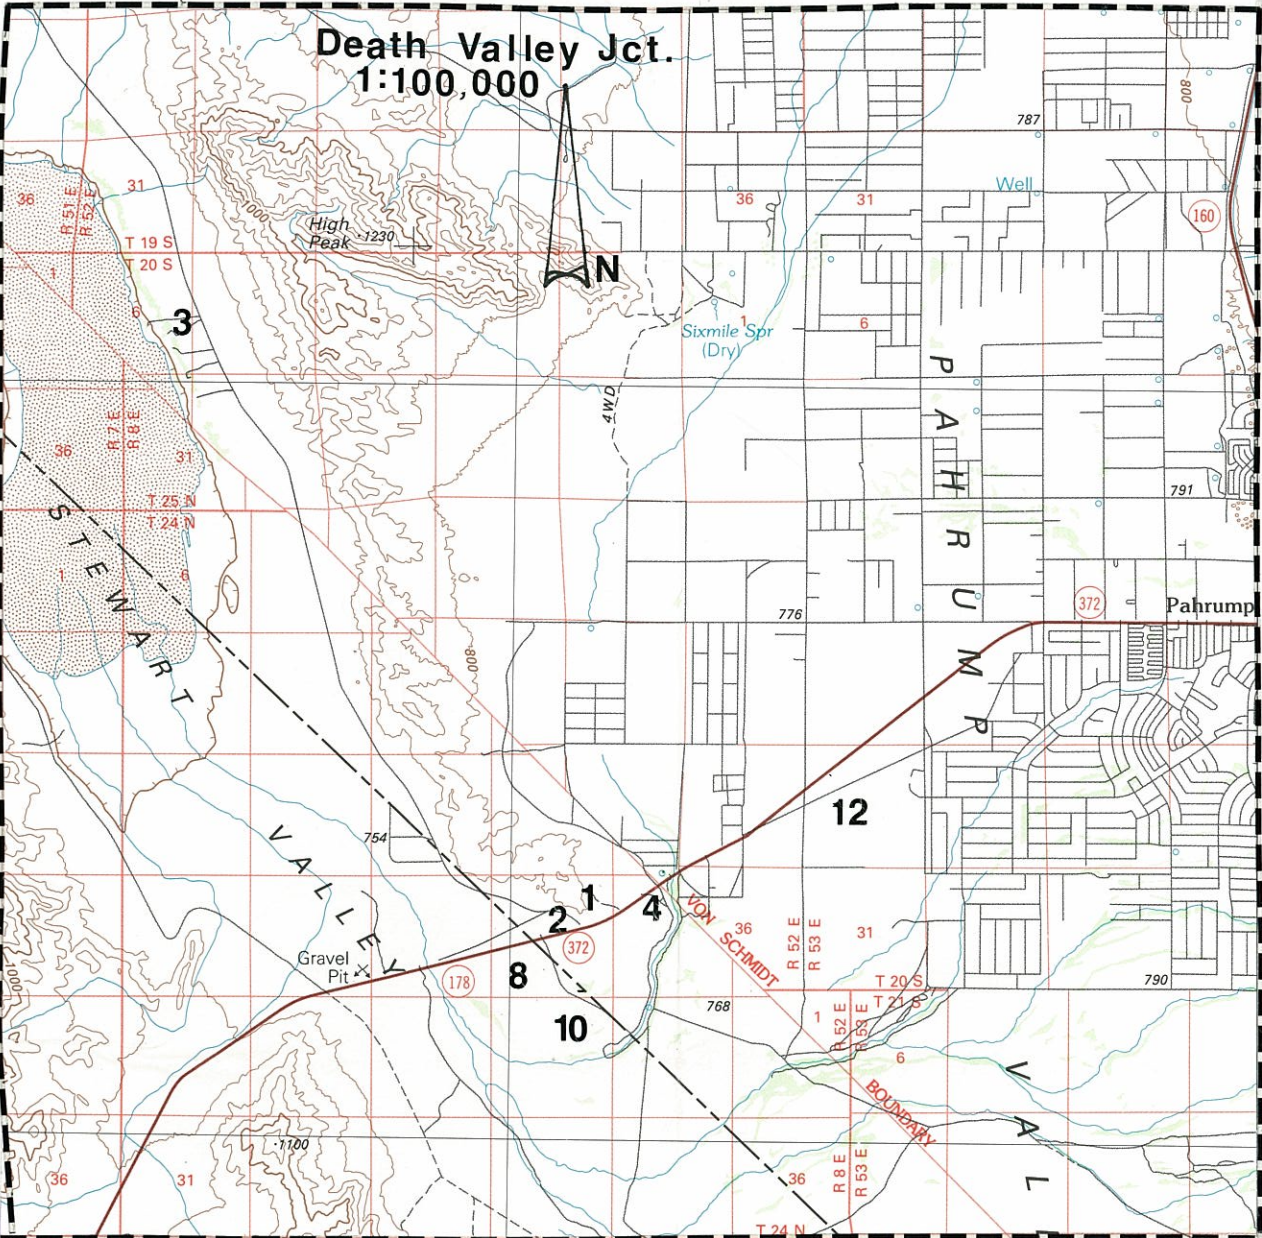 Death Valley Jct.
1:100,000
N
787
800
36
R 51 E
R 52 E
31
1000
High
Peak
1230
36
31
Well
160
T 19 S
T 20 S
1
6
3
Sixmile Spr
(Dry)
1
6
4WD
PAHRUMP
36
R 7 E
R 8 E
31
791
T 25 N
T 24 N
STEWART
1
6
776
372
Pahrump
800
754
VALLEY
12
1
2
4
372
VON SCHMIDT
36
R 52 E
R 53 E
31
Gravel
Pit
178
8
1000
T 20 S
T 21 S
790
768
10
1
R 52 E
R 53 E
6
BOUNDARY
VAL
1100
36
31
36
R 8 E
R 53 E
T 24 N